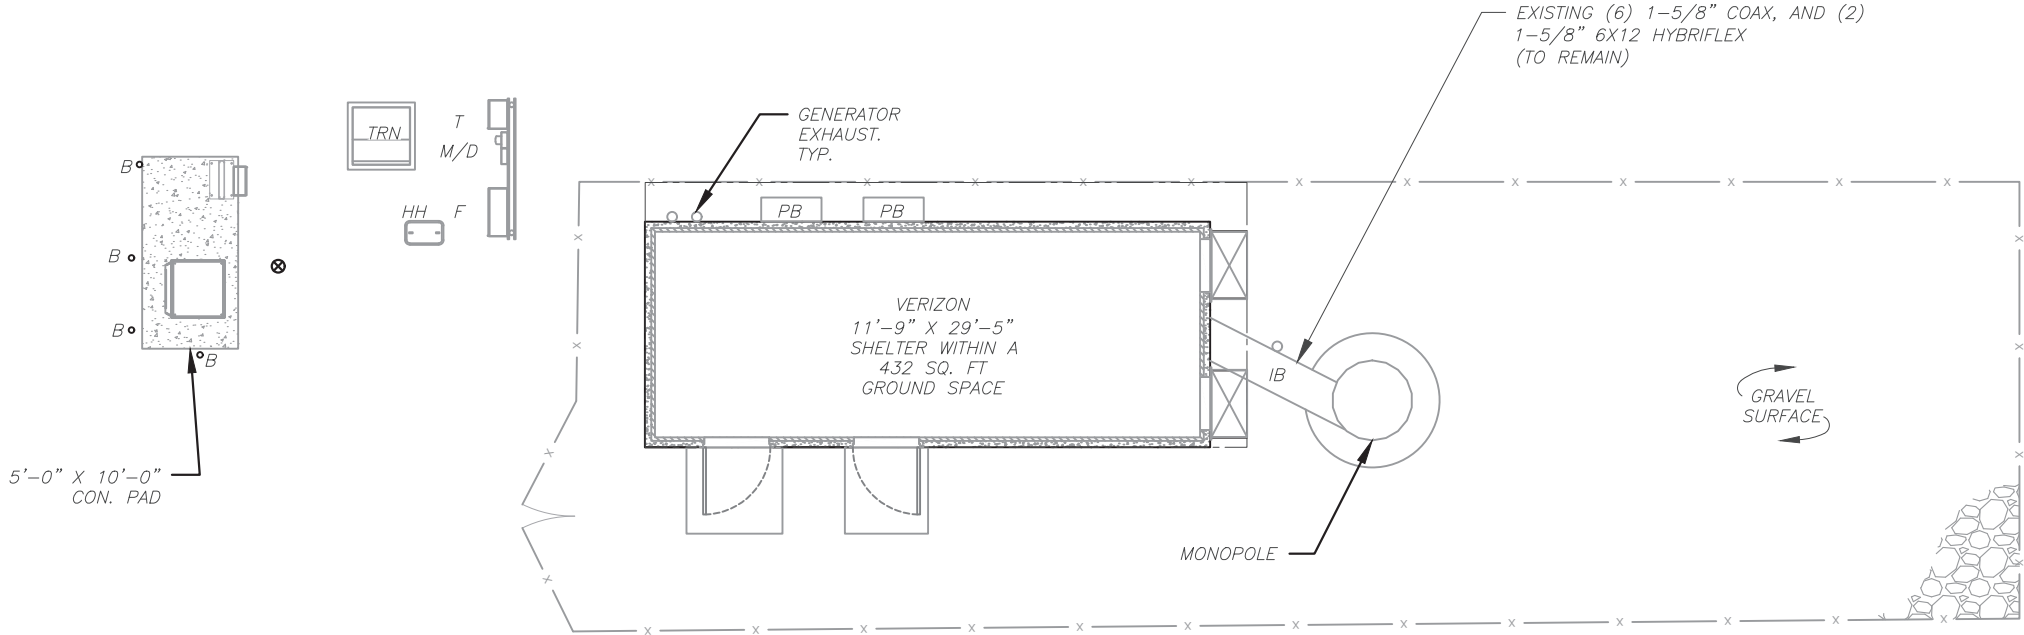 EXISTING (6) 1-5/8" COAX, AND (2)
1-5/8" 6X12 HYBRIFLEX
(TO REMAIN)
GENERATOR
EXHAUST.
TYP.
TRN
T
M/D
HH
F
B
B
B
B
5'-0" X 10'-0"
CON. PAD
PB
PB
VERIZON
11'-9" X 29'-5"
SHELTER WITHIN A
432 SQ. FT
GROUND SPACE
IB
MONOPOLE
GRAVEL
SURFACE